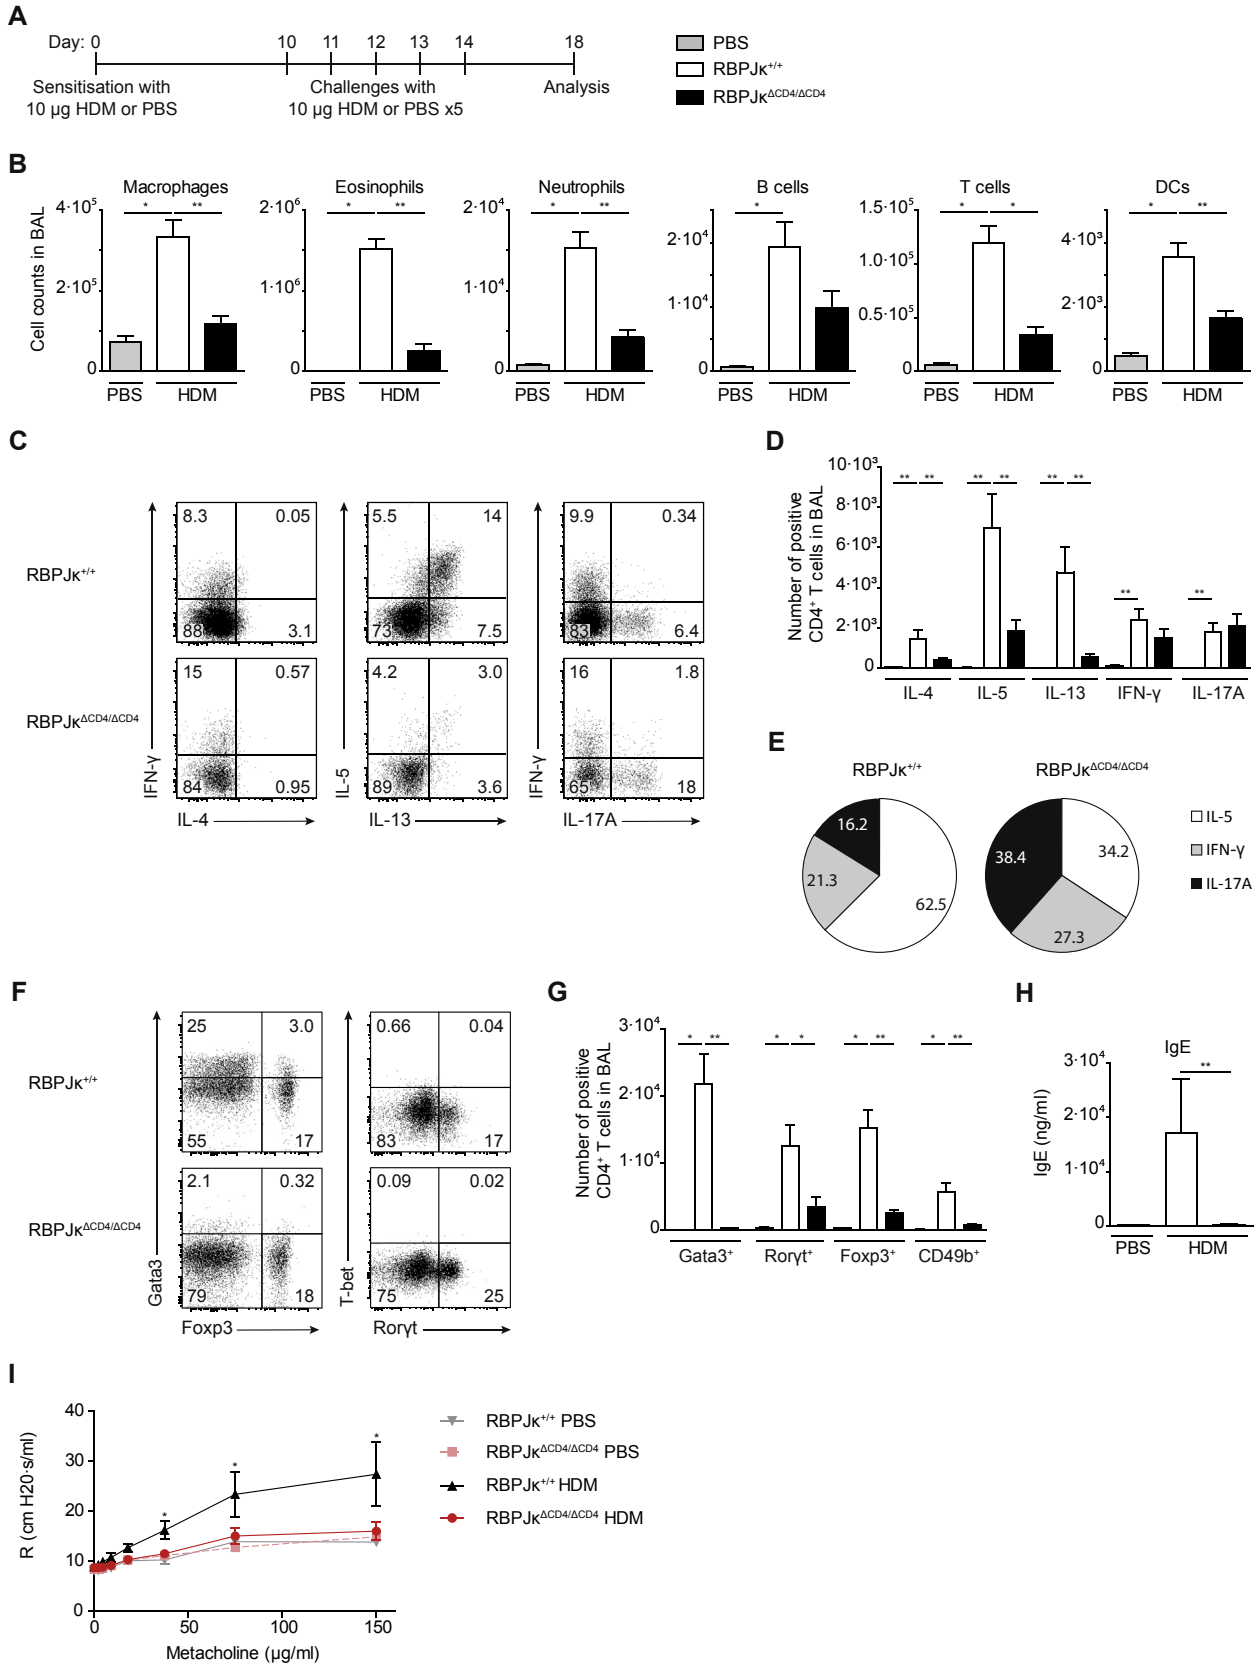 A
Day: 0 10 11 12 13 14 18
Sensitisation with
10 µg HDM or PBS
Challenges with
10 µg HDM or PBS x5
Analysis
PBS
RBPJκ+/+
RBPJκΔCD4/ΔCD4
B
Cell counts in BAL
Macrophages
* **
4·10⁵
2·10⁵
0
PBS HDM
Eosinophils
* **
2·10⁶
1·10⁶
0
PBS HDM
Neutrophils
* **
2·10⁴
1·10⁴
0
PBS HDM
B cells
*
2·10⁴
1·10⁴
0
PBS HDM
T cells
* *
1.5·10⁵
1.0·10⁵
0.5·10⁵
0
PBS HDM
DCs
* **
4·10³
2·10³
0
PBS HDM
C
RBPJκ+/+
8.3 0.05
88 3.1
5.5 14
73 7.5
9.9 0.34
83 6.4
RBPJκΔCD4/ΔCD4
15 0.57
84 0.95
4.2 3.0
89 3.6
16 1.8
65 18
IFN-γ
IL-4
IL-5
IL-13
IFN-γ
IL-17A
D
Number of positive
CD4+ T cells in BAL
10·10³
8·10³
6·10³
4·10³
2·10³
0
** ** ** ** ** ** ** **
IL-4 IL-5 IL-13 IFN-γ IL-17A
E
RBPJκ+/+
16.2
21.3
62.5
RBPJκΔCD4/ΔCD4
38.4
34.2
27.3
IL-5
IFN-γ
IL-17A
F
RBPJκ+/+
25 3.0
55 17
0.66 0.04
83 17
RBPJκΔCD4/ΔCD4
2.1 0.32
79 18
0.09 0.02
75 25
Gata3
Foxp3
T-bet
Rorγt
G
Number of positive
CD4+ T cells in BAL
3·10⁴
2·10⁴
1·10⁴
0
* ** * * * ** * **
Gata3+ Rorγt+ Foxp3+ CD49b+
H
IgE
**
IgE (ng/ml)
3·10⁴
2·10⁴
1·10⁴
0
PBS HDM
I
R (cm H20·s/ml)
40
30
20
10
0
* * *
0 50 100 150
Metacholine (µg/ml)
RBPJκ+/+ PBS
RBPJκΔCD4/ΔCD4 PBS
RBPJκ+/+ HDM
RBPJκΔCD4/ΔCD4 HDM